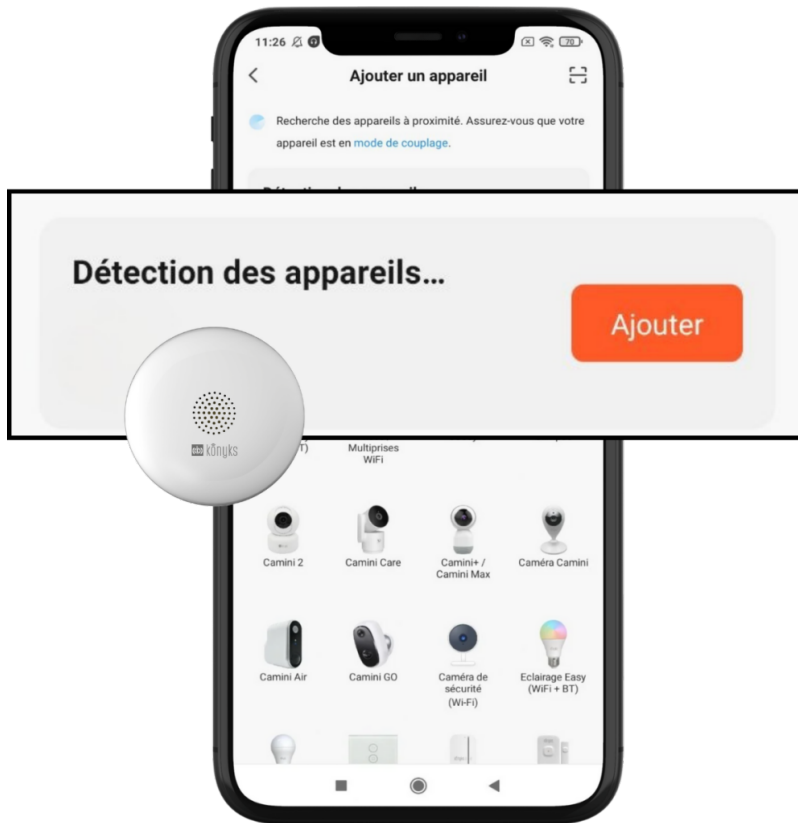 11:26
70
Ajouter un appareil
Recherche des appareils à proximité. Assurez-vous que votre
appareil est en mode de couplage.
Détection des appareils...
Ajouter
kōnyks
Multiprises
WiFi
Camini 2
Camini Care
Camini+ /
Camini Max
Caméra Camini
Camini Air
Camini GO
Caméra de
sécurité
(Wi-Fi)
Eclairage Easy
(WiFi + BT)